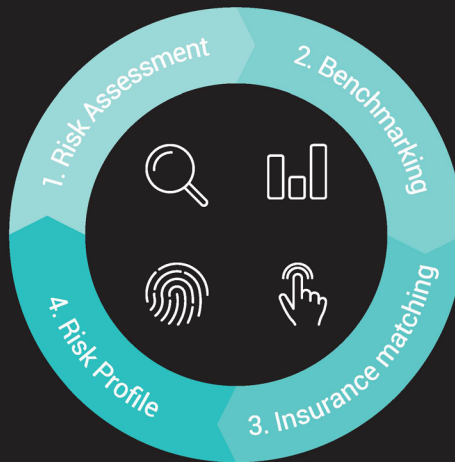 1. Risk Assessment
2. Benchmarking
3. Insurance matching
4. Risk Profile